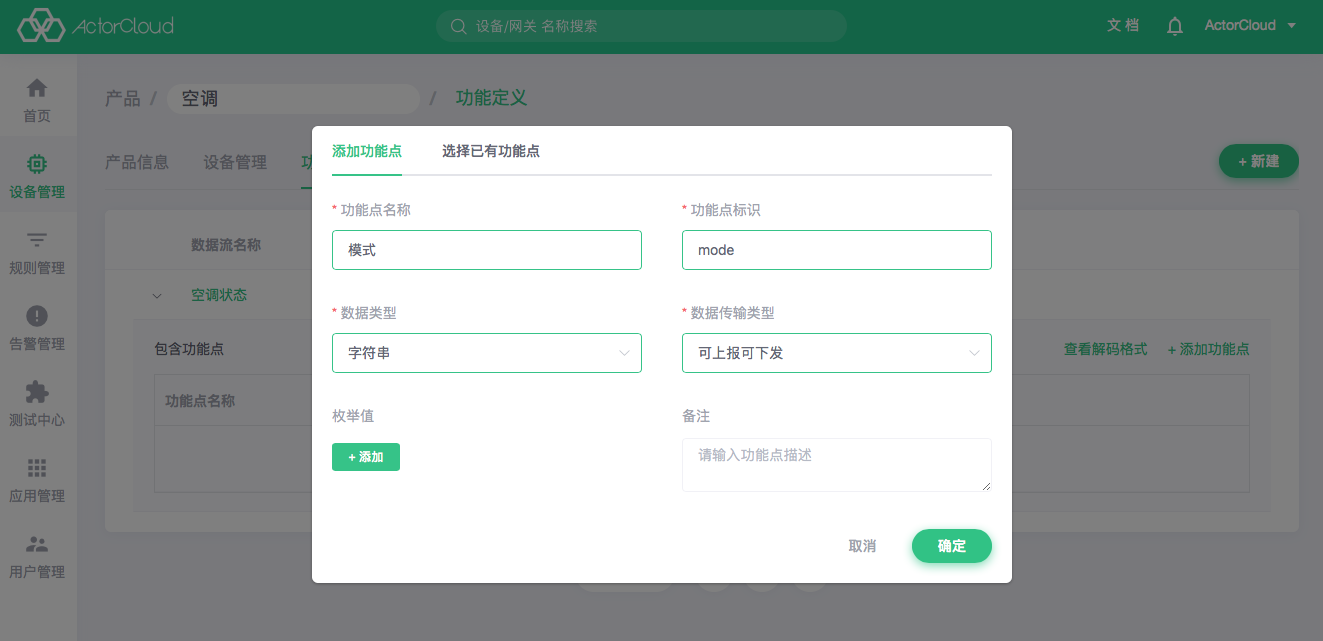 ActorCloud
设备/网关 名称搜索
文档
ActorCloud
首页
设备管理
规则管理
告警管理
测试中心
应用管理
用户管理
产品 / 空调 / 功能定义
产品信息
设备管理
功
+ 新建
数据流名称
空调状态
包含功能点
查看解码格式
+ 添加功能点
功能点名称
添加功能点
选择已有功能点
* 功能点名称
* 功能点标识
模式
mode
* 数据类型
* 数据传输类型
字符串
可上报可下发
枚举值
备注
+ 添加
请输入功能点描述
取消
确定